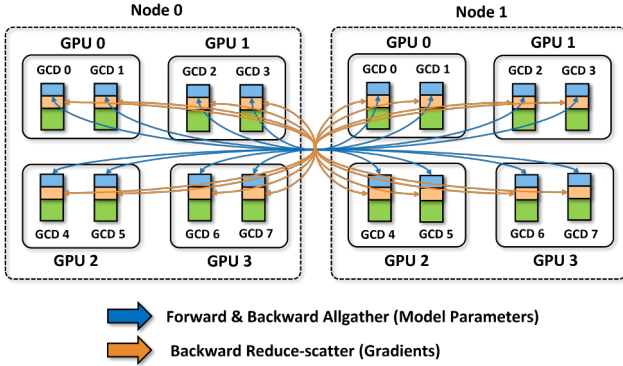 Node 0 Node 1
GPU 0 GPU 1 GPU 0 GPU 1
GCD 0 GCD 1 GCD 2 GCD 3 GCD 0 GCD 1 GCD 2 GCD 3
GCD 4 GCD 5 GCD 6 GCD 7 GCD 4 GCD 5 GCD 6 GCD 7
GPU 2 GPU 3 GPU 2 GPU 3
Forward & Backward Allgather (Model Parameters)
Backward Reduce-scatter (Gradients)